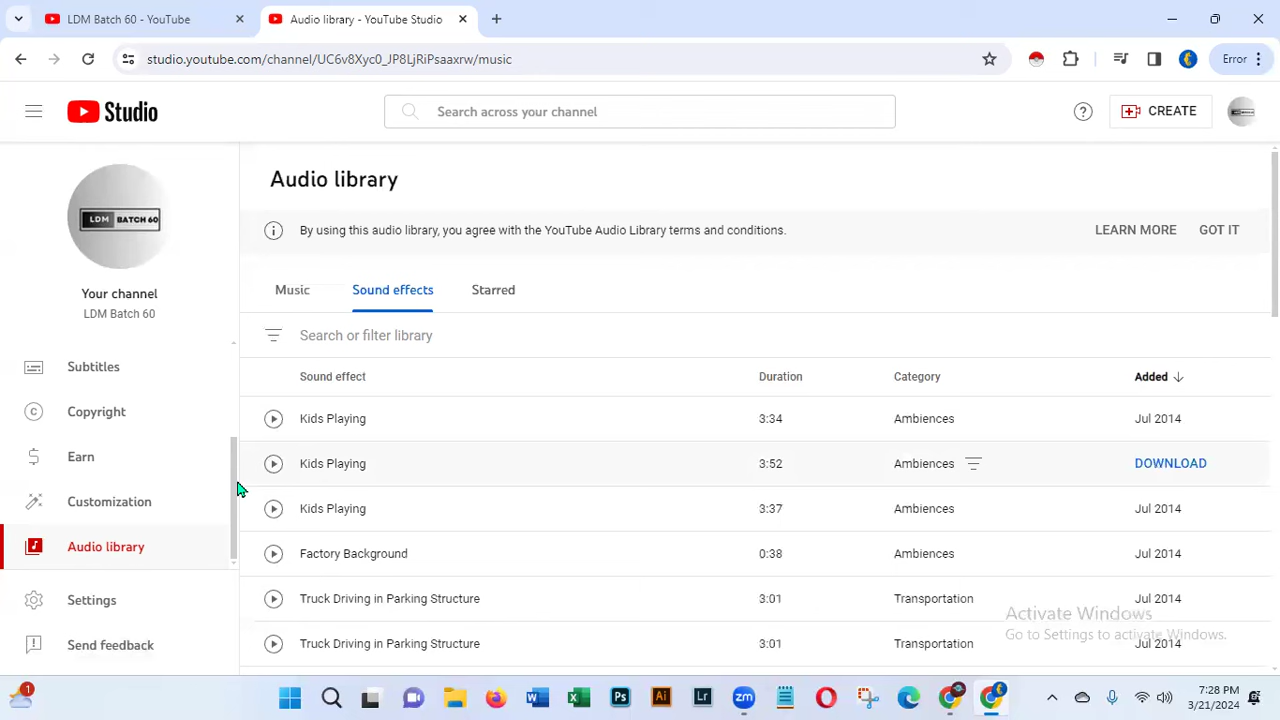 LDM Batch 60 - YouTube
Audio library - YouTube Studio
studio.youtube.com/channel/UC6v8Xyc0_JP8LjRiPsaaxrw/music
Error
Studio
Search across your channel
CREATE
LDM BATCH 60
Your channel
LDM Batch 60
Subtitles
Copyright
Earn
Customization
Audio library
Settings
Send feedback
Audio library
By using this audio library, you agree with the YouTube Audio Library terms and conditions.
LEARN MORE
GOT IT
Music
Sound effects
Starred
Search or filter library
Sound effect Duration Category Added
Kids Playing 3:34 Ambiences Jul 2014
Kids Playing 3:52 Ambiences DOWNLOAD
Kids Playing 3:37 Ambiences Jul 2014
Factory Background 0:38 Ambiences Jul 2014
Truck Driving in Parking Structure 3:01 Transportation Jul 2014
Truck Driving in Parking Structure 3:01 Transportation Jul 2014
Activate Windows
Go to Settings to activate Windows.
1
W
X
Ps
Ai
Lr
zm
7:28 PM
3/21/2024